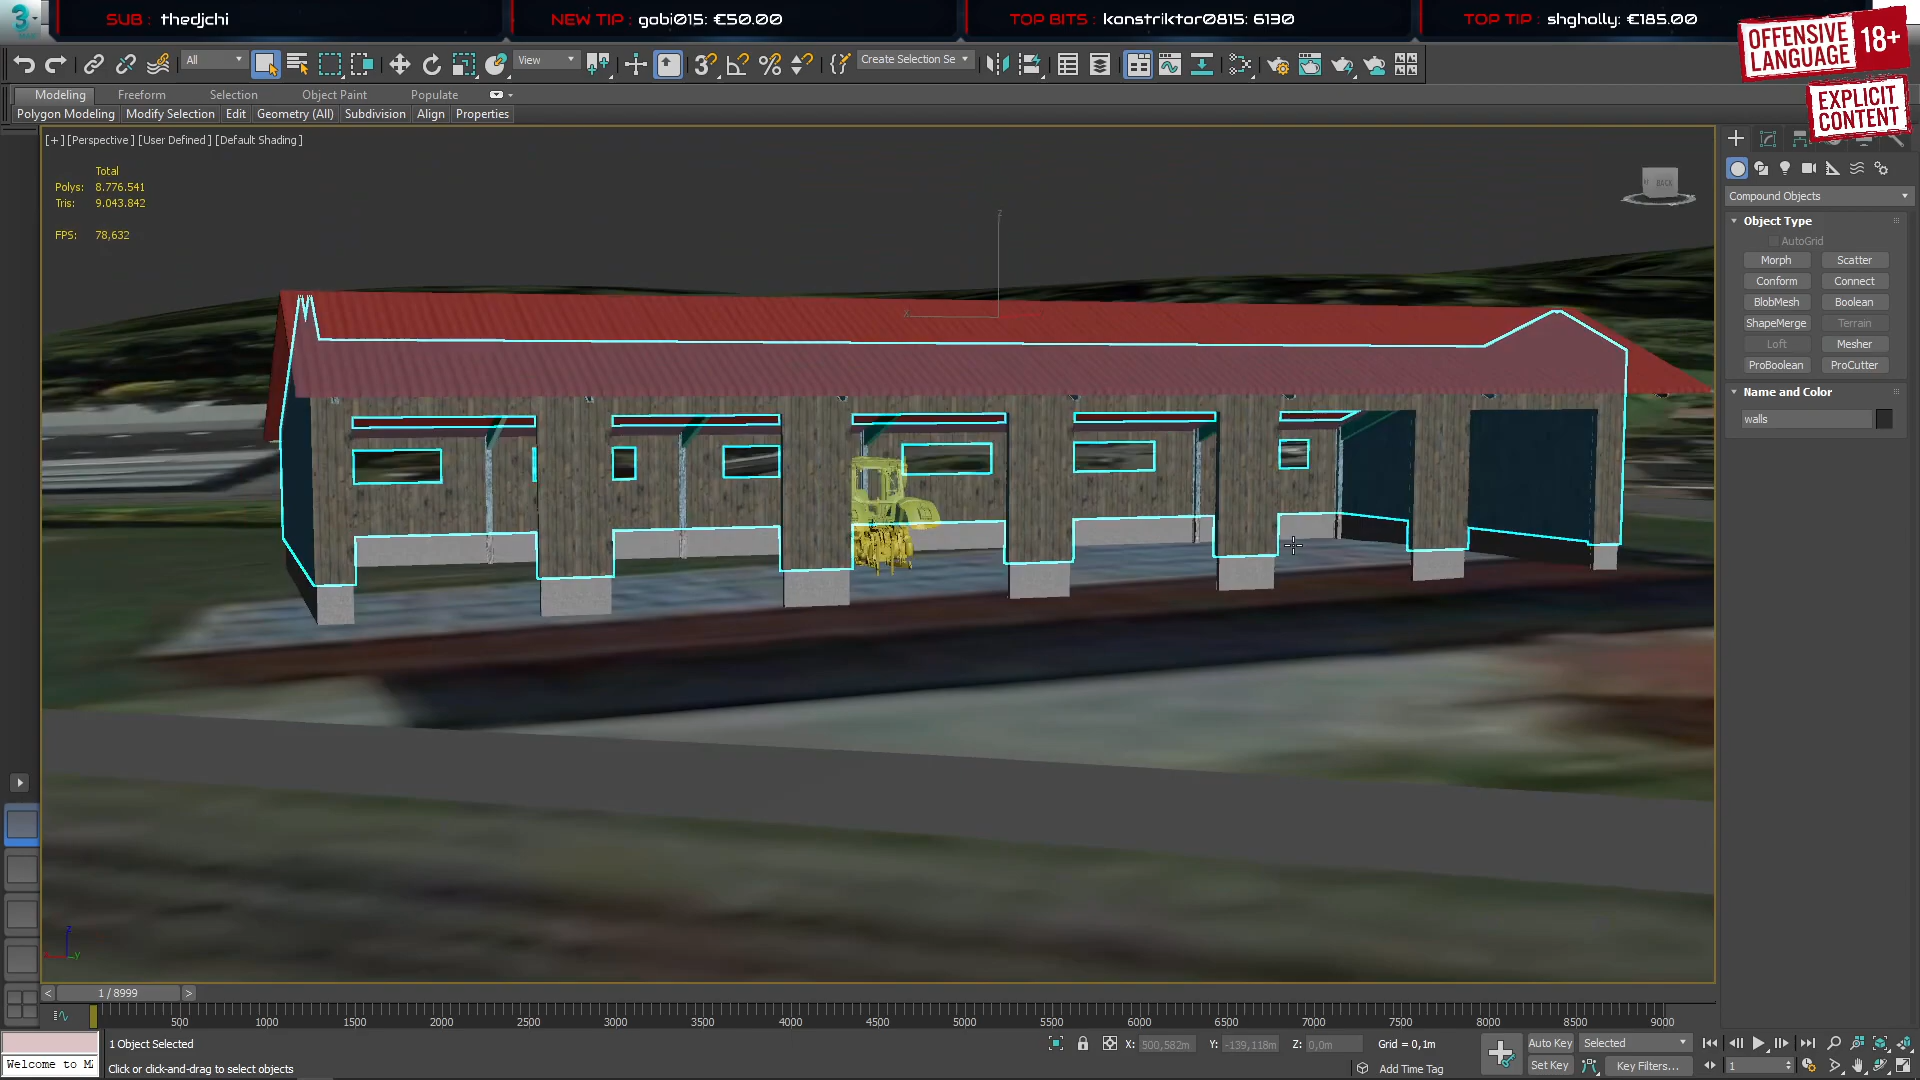 SUB : thedjchi
NEW TIP : gabi015: €50.00
TOP BITS : konstriktor0815: 6130
TOP TIP : shgholly: €185.00
OFFENSIVE LANGUAGE 18+
EXPLICIT CONTENT
All
View
Create Selection Se
Modeling
Freeform
Selection
Object Paint
Populate
Polygon Modeling
Modify Selection
Edit
Geometry (All)
Subdivision
Align
Properties
[+] [Perspective ] [User Defined ] [Default Shading ]
Total
Polys: 8.776.541
Tris: 9.043.842
FPS: 78,632
Compound Objects
Object Type
AutoGrid
Morph
Scatter
Conform
Connect
BlobMesh
Boolean
ShapeMerge
Terrain
Loft
Mesher
ProBoolean
ProCutter
Name and Color
walls
1 / 8999
500 1000 1500 2000 2500 3000 3500 4000 4500 5000 5500 6000 6500 7000 7500 8000 8500 9000
1 Object Selected
Welcome to M
Click or click-and-drag to select objects
X: 500,582m
Y: -139,118m
Z: 0,0m
Grid = 0,1m
Add Time Tag
Auto Key
Selected
Set Key
Key Filters...
1